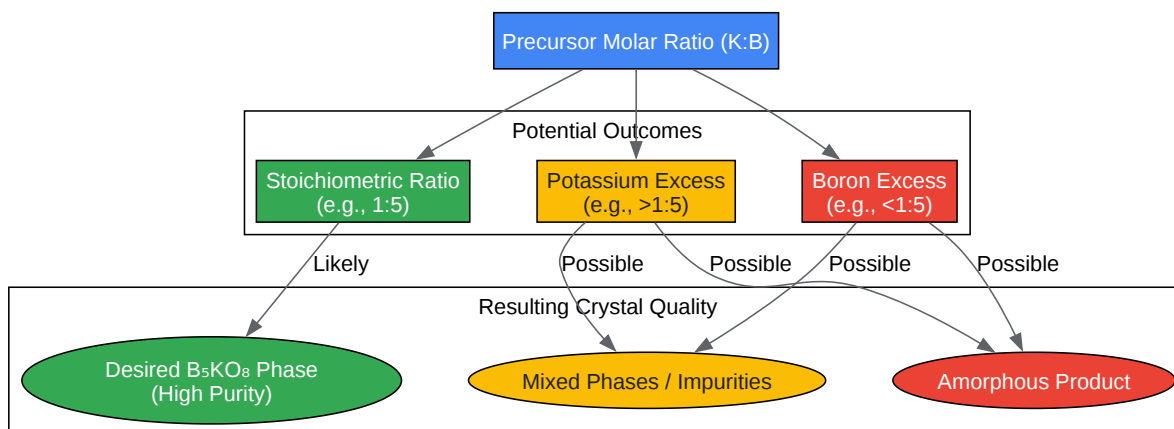 Precursor Molar Ratio (K:B)
Potential Outcomes
Stoichiometric Ratio
(e.g., 1:5)
Potassium Excess
(e.g., >1:5)
Boron Excess
(e.g., <1:5)
Likely
Possible
Possible
Possible
Possible
Resulting Crystal Quality
Desired B₅KO₈ Phase
(High Purity)
Mixed Phases / Impurities
Amorphous Product